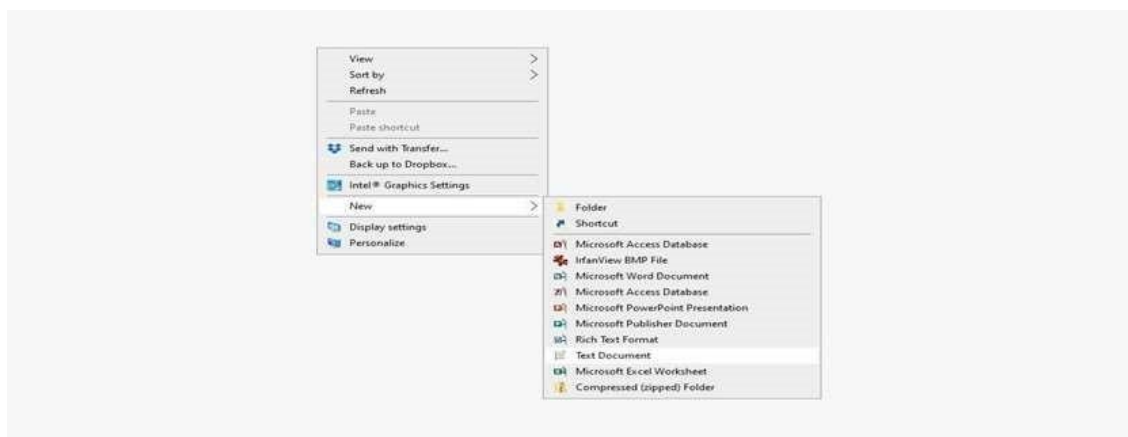 View
Sort by
Refresh
Paste
Paste shortcut
Send with Transfer...
Back up to Dropbox...
Intel® Graphics Settings
New
Display settings
Personalize
Folder
Shortcut
Microsoft Access Database
IrfanView BMP File
Microsoft Word Document
Microsoft Access Database
Microsoft PowerPoint Presentation
Microsoft Publisher Document
Rich Text Format
Text Document
Microsoft Excel Worksheet
Compressed (zipped) Folder